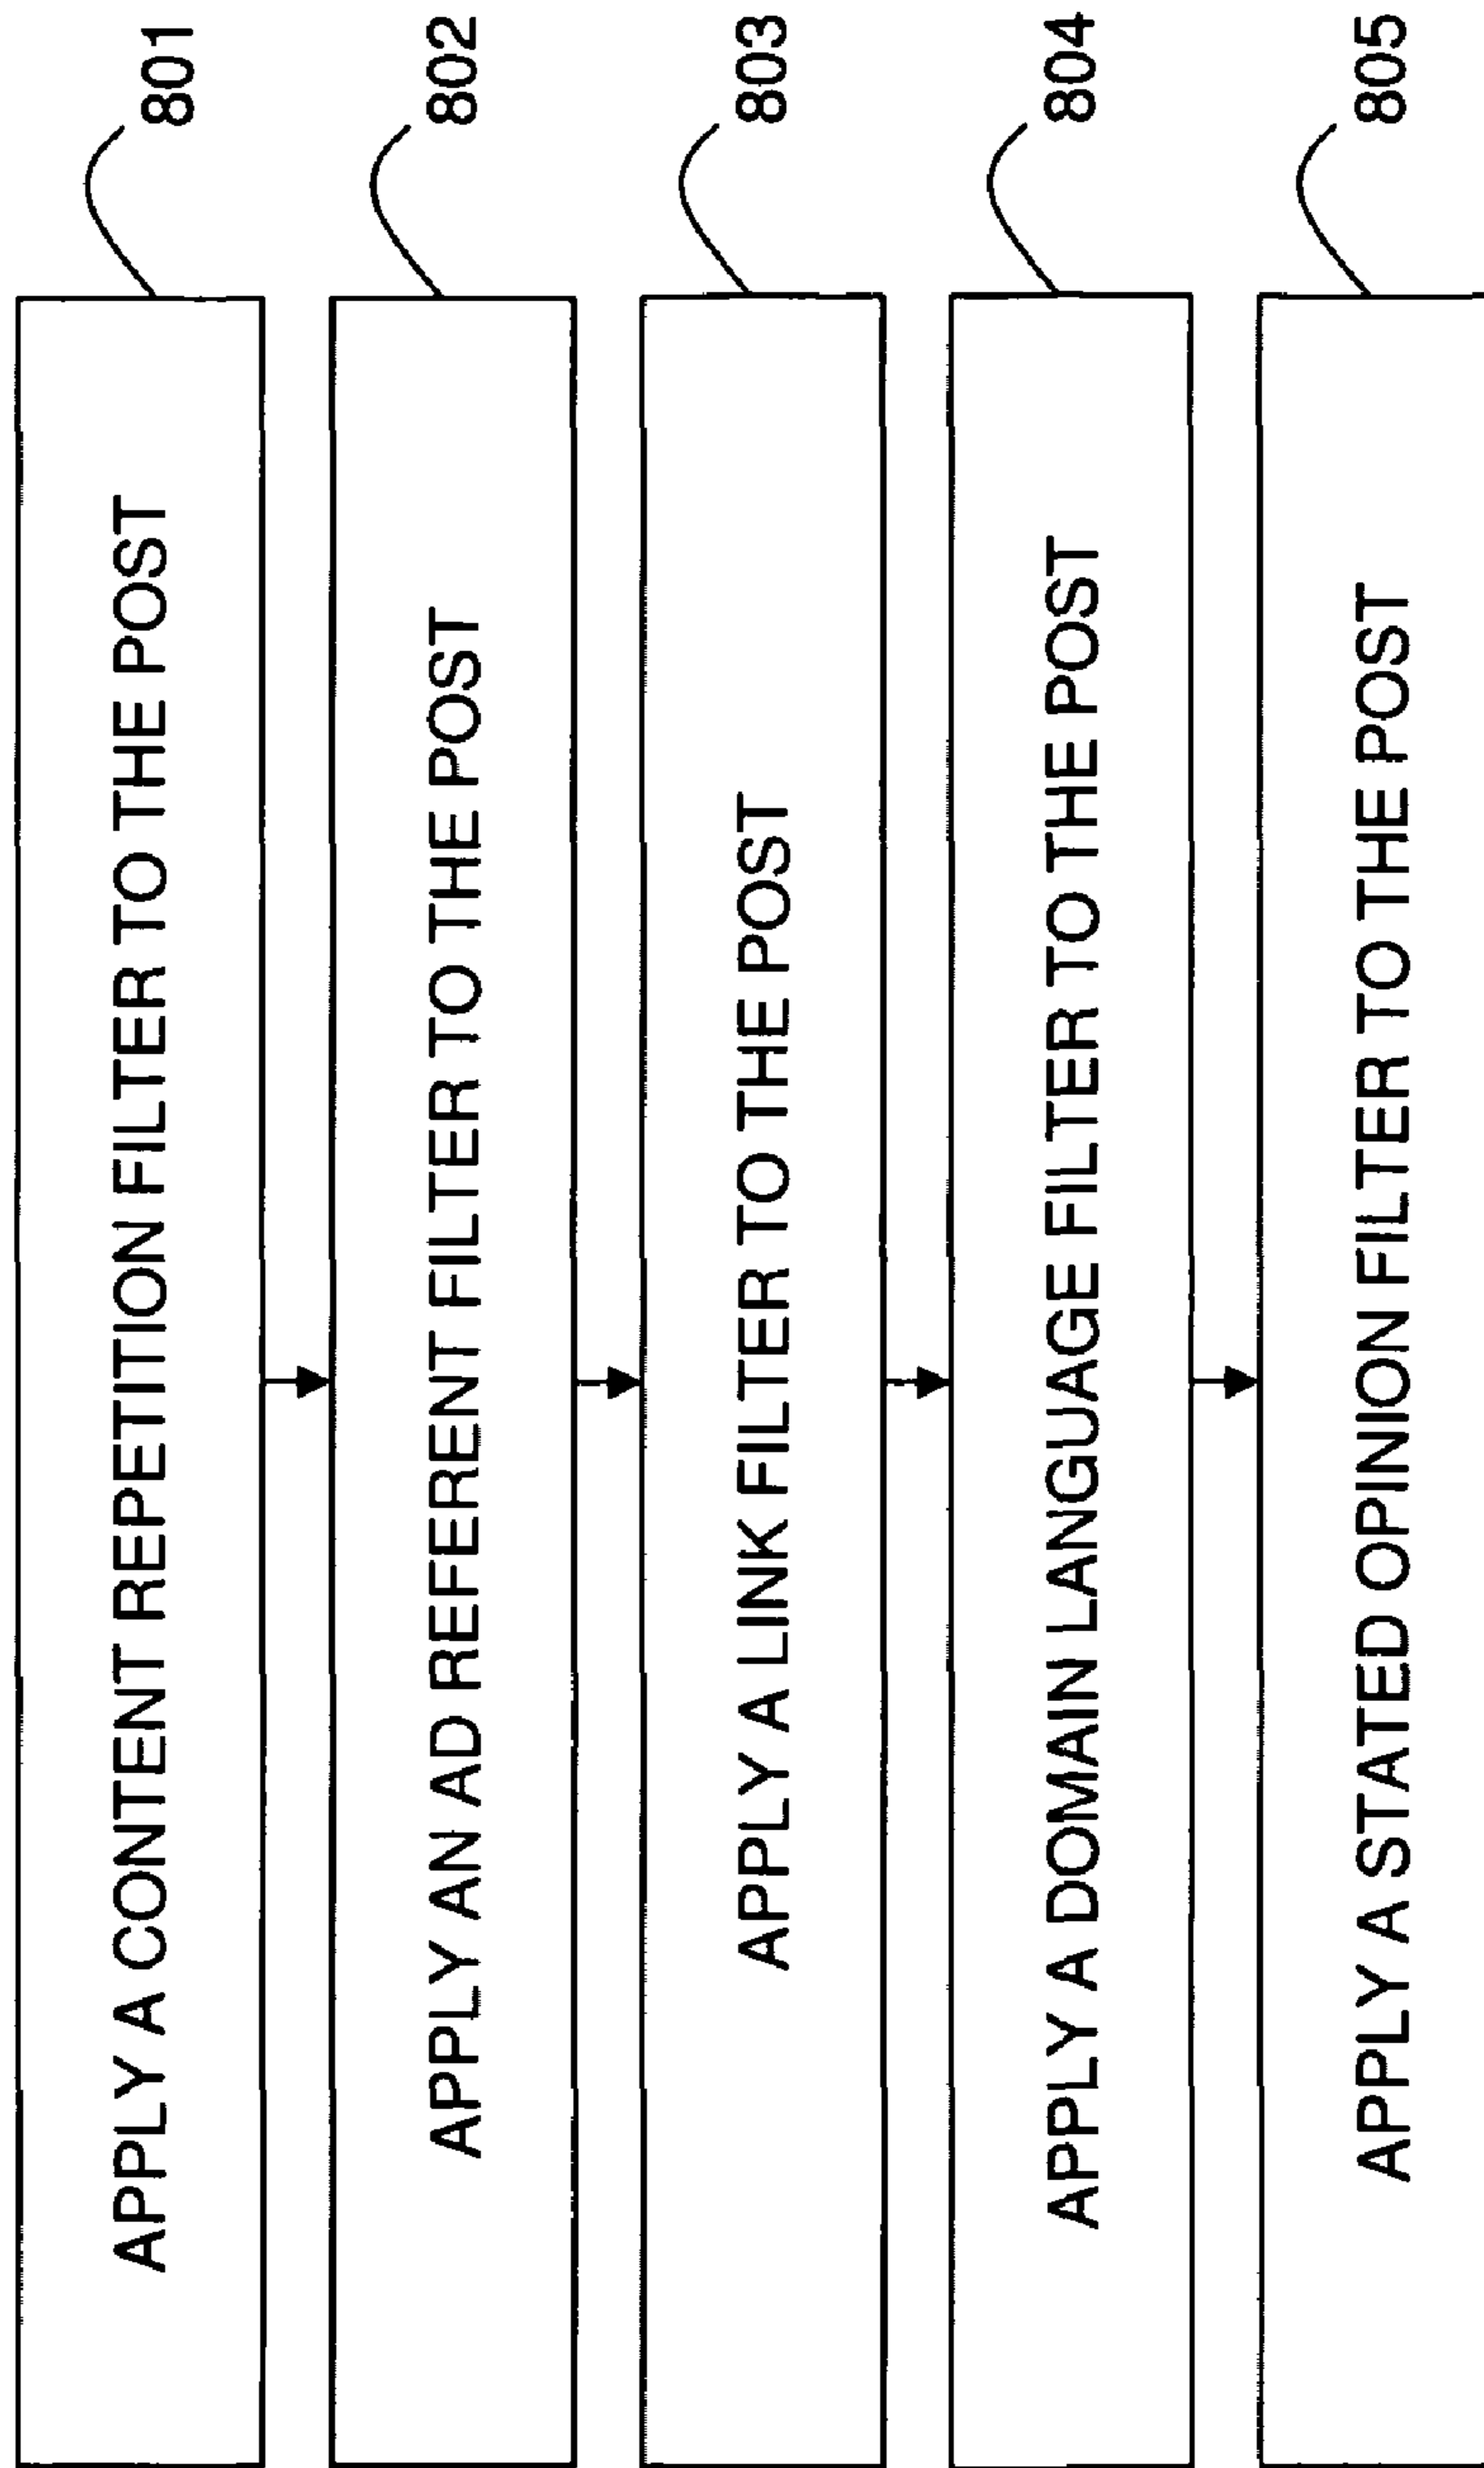 APPLY A CONTENT REPETITION FILTER TO THE POST
801
APPLY AN AD REFERENT FILTER TO THE POST
802
APPLY A LINK FILTER TO THE POST
803
APPLY A DOMAIN LANGUAGE FILTER TO THE POST
804
APPLY A STATED OPINION FILTER TO THE POST
805